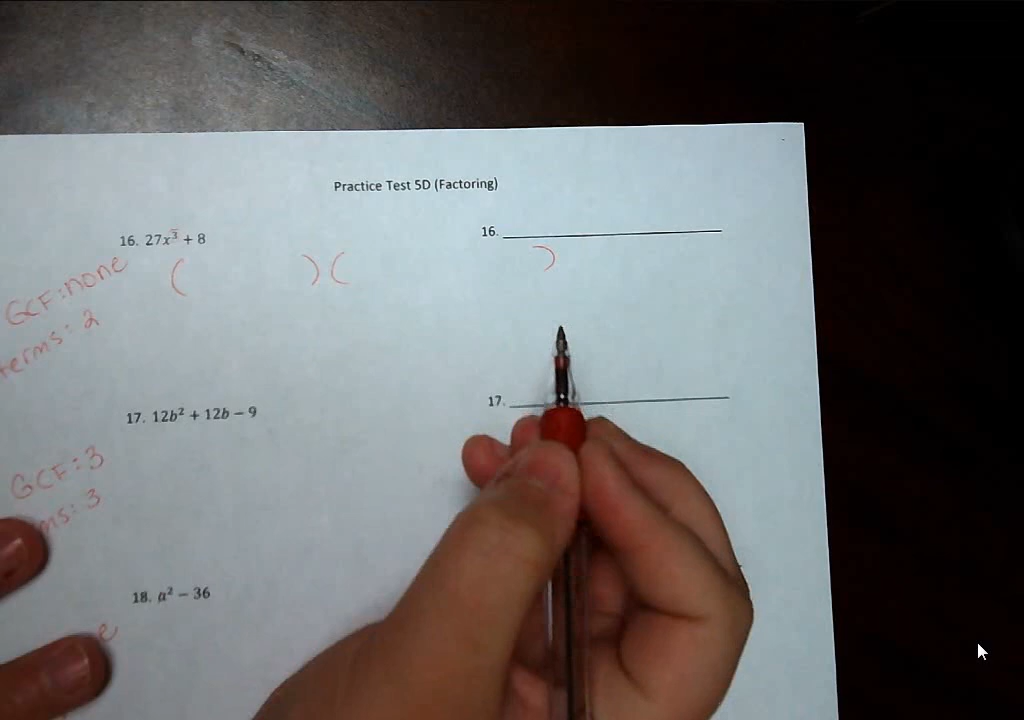 Practice Test 5D (Factoring)
16. 27x³ + 8
16.
( ) ( )
GCF: none
terms: 2
17. 12b² + 12b − 9
17.
GCF: 3
ms: 3
18. a² − 36
e